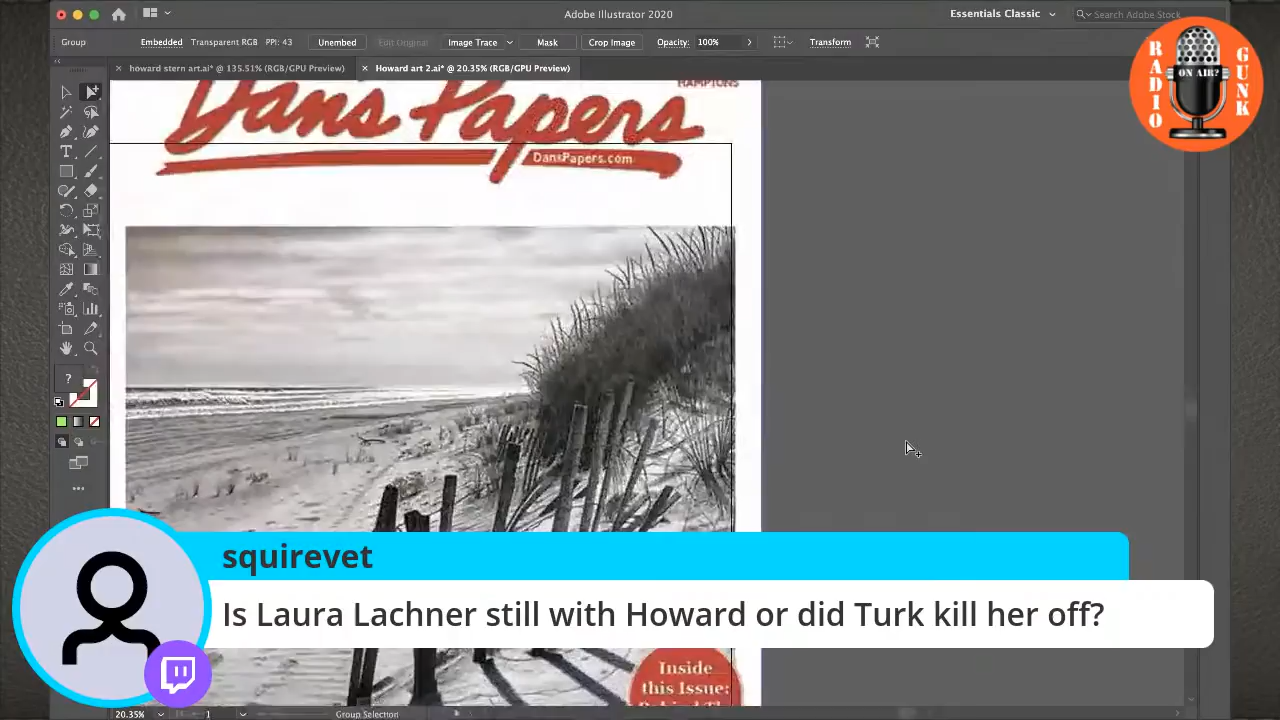 Adobe Illustrator 2020
Essentials Classic
Search Adobe Stock
Group
Embedded
Transparent RGB
PPI: 43
Unembed
Edit Original
Image Trace
Mask
Crop Image
Opacity:
100%
Transform
howard stern art.ai* @ 135.51% (RGB/GPU Preview)
Howard art 2.ai* @ 20.35% (RGB/GPU Preview)
RADIO
ON AIR?
GUNK
HAMPTONS
Dan's Papers
DansPapers.com
squirevet
Is Laura Lachner still with Howard or did Turk kill her off?
Inside
this Issue:
20.35%
1
Group Selection